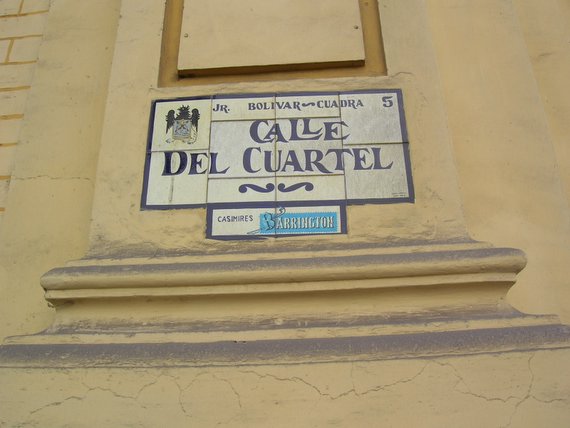 JR. BOLIVAR~CUADRA 5
CALLE
DEL CUARTEL
CASIMIRES BARRINGTON